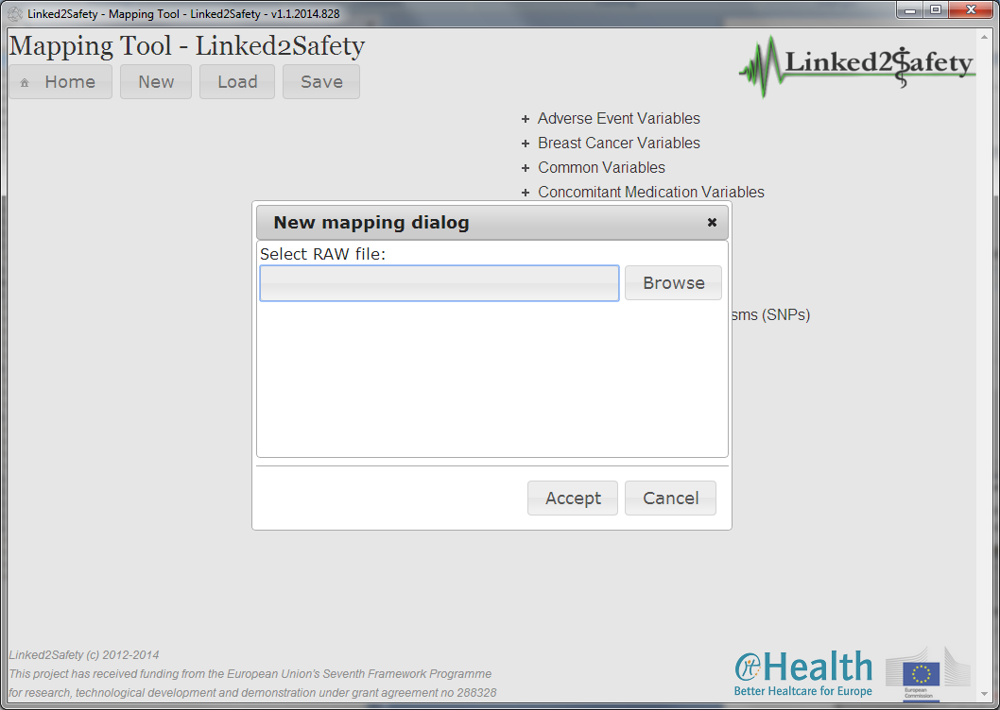 Linked2Safety - Mapping Tool - Linked2Safety - v1.1.2014.828
Mapping Tool - Linked2Safety
Linked2Safety
Home New Load Save
+ Adverse Event Variables
+ Breast Cancer Variables
+ Common Variables
+ Concomitant Medication Variables
New mapping dialog
Select RAW file:
Browse
sms (SNPs)
Accept Cancel
Linked2Safety (c) 2012-2014
This project has received funding from the European Union's Seventh Framework Programme
for research, technological development and demonstration under grant agreement no 288328
eHealth
Better Healtcare for Europe
European
Commission